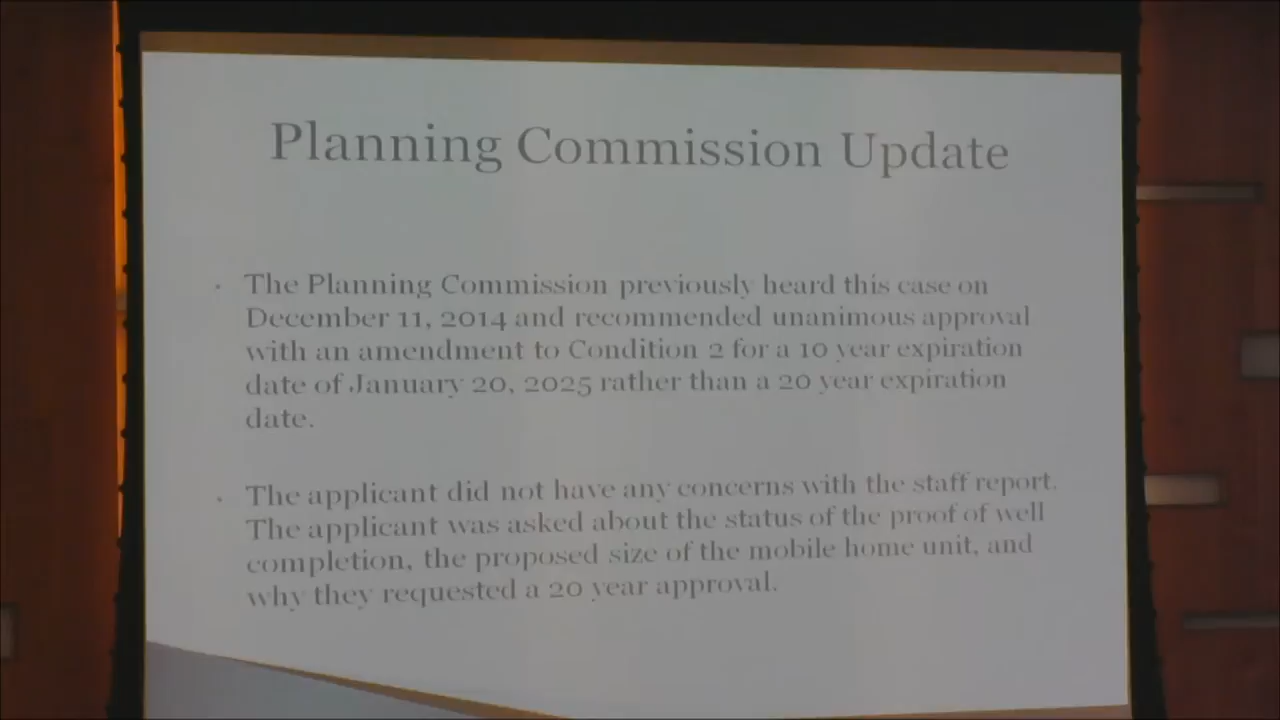 Planning Commission Update
· The Planning Commission previously heard this case on
December 11, 2014 and recommended unanimous approval
with an amendment to Condition 2 for a 10 year expiration
date of January 20, 2025 rather than a 20 year expiration
date.
· The applicant did not have any concerns with the staff report.
The applicant was asked about the status of the proof of well
completion, the proposed size of the mobile home unit, and
why they requested a 20 year approval.